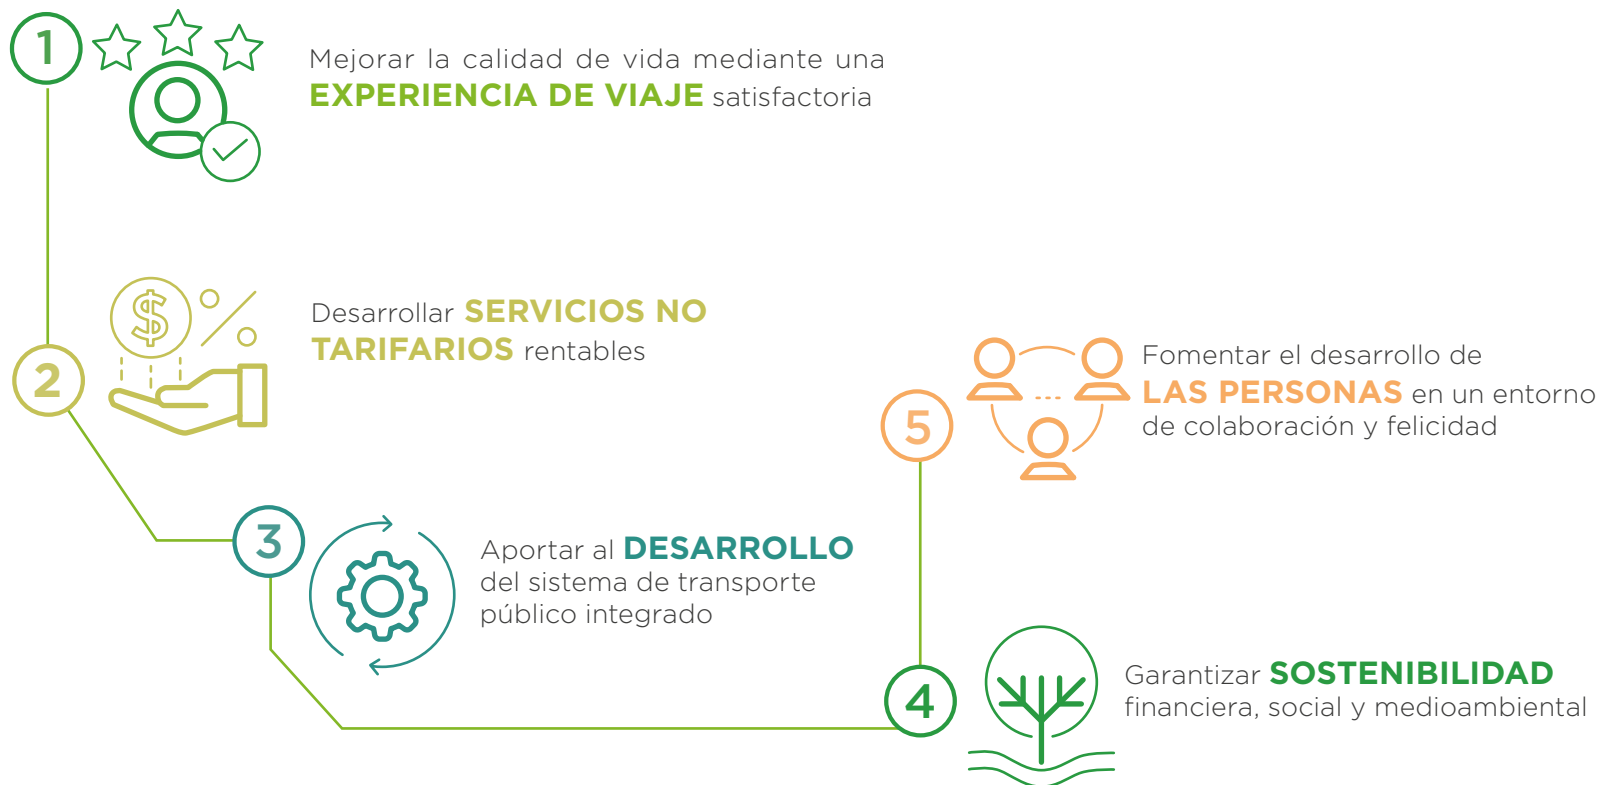 1
Mejorar la calidad de vida mediante una
EXPERIENCIA DE VIAJE satisfactoria
2
$ %
Desarrollar SERVICIOS NO
TARIFARIOS rentables
3
Aportar al DESARROLLO
del sistema de transporte
público integrado
4
Garantizar SOSTENIBILIDAD
financiera, social y medioambiental
5
Fomentar el desarrollo de
LAS PERSONAS en un entorno
de colaboración y felicidad